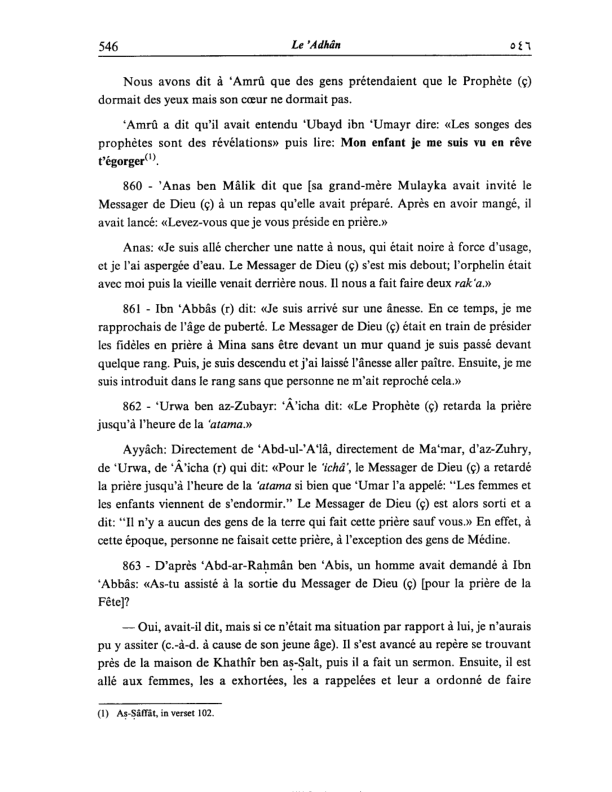 546 Le 'Adhân ٥٤٦
Nous avons dit à 'Amrû que des gens prétendaient que le Prophète (ç)
dormait des yeux mais son cœur ne dormait pas.
'Amrû a dit qu'il avait entendu 'Ubayd ibn 'Umayr dire: «Les songes des
prophètes sont des révélations» puis lire: Mon enfant je me suis vu en rêve
t'égorger(1).
860 - 'Anas ben Mâlik dit que [sa grand-mère Mulayka avait invité le
Messager de Dieu (ç) à un repas qu'elle avait préparé. Après en avoir mangé, il
avait lancé: «Levez-vous que je vous préside en prière.»
Anas: «Je suis allé chercher une natte à nous, qui était noire à force d'usage,
et je l'ai aspergée d'eau. Le Messager de Dieu (ç) s'est mis debout; l'orphelin était
avec moi puis la vieille venait derrière nous. Il nous a fait faire deux rak'a.»
861 - Ibn 'Abbâs (r) dit: «Je suis arrivé sur une ânesse. En ce temps, je me
rapprochais de l'âge de puberté. Le Messager de Dieu (ç) était en train de présider
les fidèles en prière à Mina sans être devant un mur quand je suis passé devant
quelque rang. Puis, je suis descendu et j'ai laissé l'ânesse aller paître. Ensuite, je me
suis introduit dans le rang sans que personne ne m'ait reproché cela.»
862 - 'Urwa ben az-Zubayr: 'Â'icha dit: «Le Prophète (ç) retarda la prière
jusqu'à l'heure de la 'atama.»
Ayyâch: Directement de 'Abd-ul-'A'lâ, directement de Ma'mar, d'az-Zuhry,
de 'Urwa, de 'Â'icha (r) qui dit: «Pour le 'ichâ', le Messager de Dieu (ç) a retardé
la prière jusqu'à l'heure de la 'atama si bien que 'Umar l'a appelé: "Les femmes et
les enfants viennent de s'endormir." Le Messager de Dieu (ç) est alors sorti et a
dit: "Il n'y a aucun des gens de la terre qui fait cette prière sauf vous.» En effet, à
cette époque, personne ne faisait cette prière, à l'exception des gens de Médine.
863 - D'après 'Abd-ar-Raḥmân ben 'Abis, un homme avait demandé à Ibn
'Abbâs: «As-tu assisté à la sortie du Messager de Dieu (ç) [pour la prière de la
Fête]?
— Oui, avait-il dit, mais si ce n'était ma situation par rapport à lui, je n'aurais
pu y assiter (c.-à-d. à cause de son jeune âge). Il s'est avancé au repère se trouvant
près de la maison de Khathîr ben aṣ-Ṣalt, puis il a fait un sermon. Ensuite, il est
allé aux femmes, les a exhortées, les a rappelées et leur a ordonné de faire
(1) Aṣ-Ṣâffât, in verset 102.